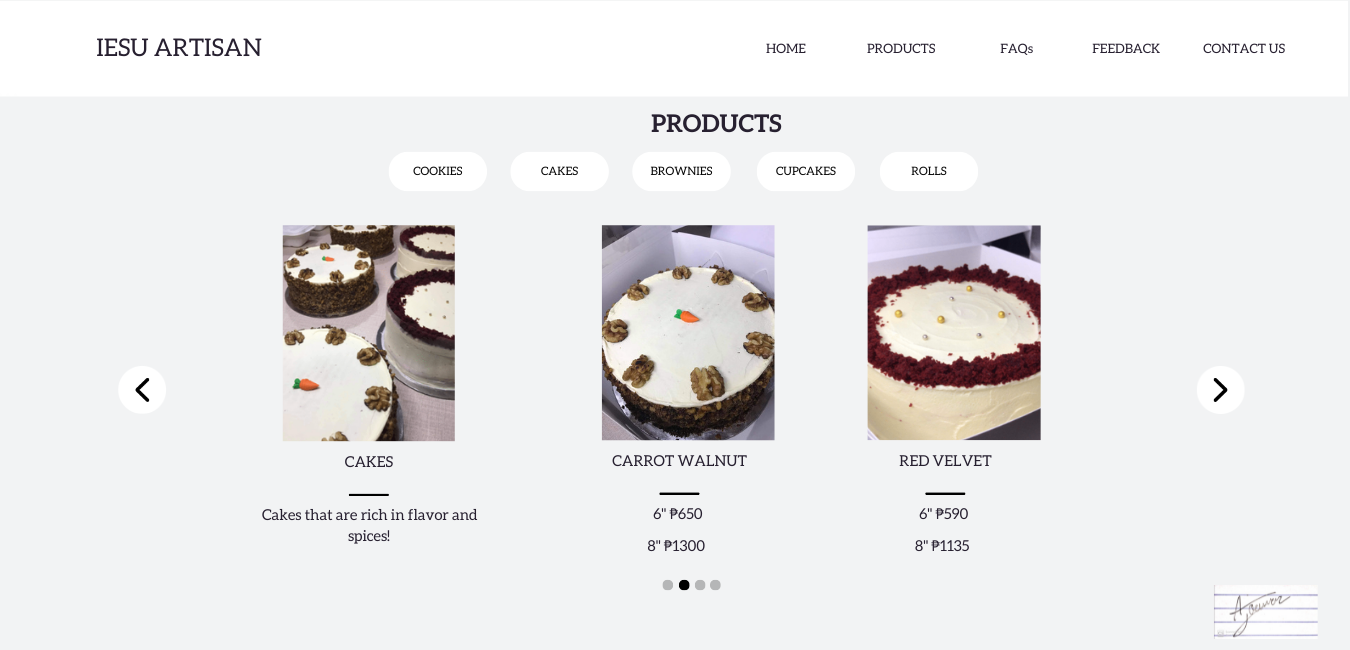 IESU ARTISAN
HOME PRODUCTS FAQs FEEDBACK CONTACT US
PRODUCTS
COOKIES CAKES BROWNIES CUPCAKES ROLLS
CAKES
Cakes that are rich in flavor and
spices!
CARROT WALNUT
6" ₱650
8" ₱1300
RED VELVET
6" ₱590
8" ₱1135